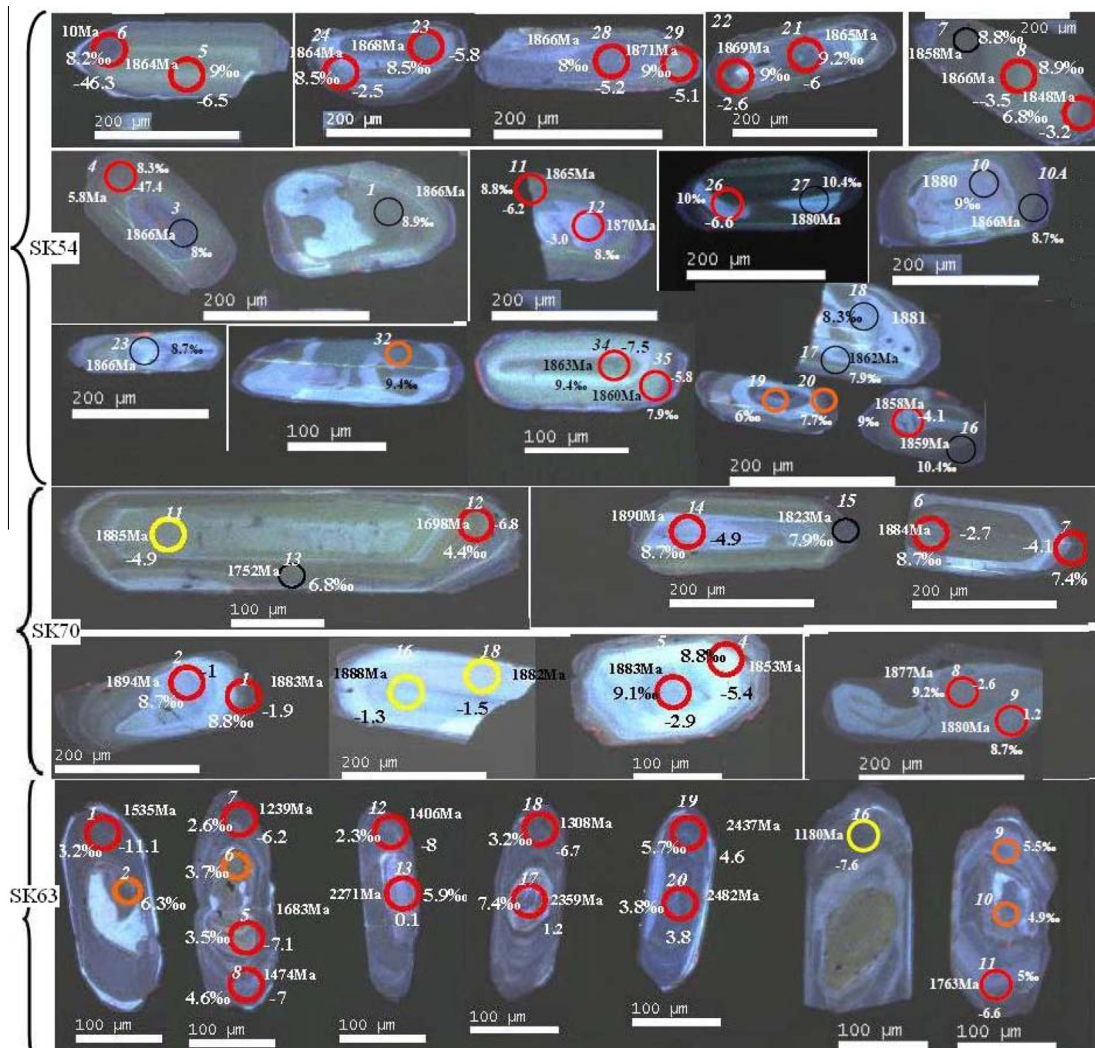 SK54
10Ma 6
8.2‰
-46.3
5
1864Ma
9‰
-6.5
200 µm
24
1864Ma
8.5‰
-2.5
23
1868Ma
8.5‰
-5.8
200 µm
28
1866Ma
8‰
-5.2
1871Ma 29
9‰
-5.1
200 µm
22
1869Ma
9‰
-2.6
21
1865Ma
9.2‰
-6
200 µm
200 µm
7
1858Ma
8.8‰
8
1866Ma
8.9‰
--3.5
1848Ma
6.8‰
-3.2
4
8.3‰
-47.4
5.8Ma
3
1866Ma
8‰
1
1866Ma
8.9‰
200 µm
11
1865Ma
8.8‰
-6.2
12
1870Ma
-3.0
8.‰
200 µm
26
10‰
-6.6
27
10.4‰
1880Ma
200 µm
10
1880
9‰
10A
1866Ma
8.7‰
200 µm
23
1866Ma
8.7‰
200 µm
32
9.4‰
100 µm
34
-7.5
1863Ma
9.4‰
35
-5.8
1860Ma
7.9‰
100 µm
18
8.3‰
1881
17
1862Ma
7.9‰
19
6‰
20
7.7‰
1858Ma
-4.1
9‰
16
1859Ma
10.4‰
200 µm
SK70
11
1885Ma
-4.9
12
1698Ma
-6.8
4.4‰
13
1752Ma
6.8‰
100 µm
14
1890Ma
8.7‰
-4.9
15
1823Ma
7.9‰
200 µm
6
1884Ma
-2.7
8.7‰
7
-4.1
7.4%
200 µm
2
-1
1894Ma
8.7‰
1
1883Ma
8.8‰
-1.9
200 µm
16
1888Ma
-1.3
18
1882Ma
-1.5
200 µm
5
1883Ma
9.1‰
-2.9
4
8.8‰
1853Ma
-5.4
100 µm
1877Ma 8
9.2‰
-2.6
9
1.2
1880Ma
8.7‰
200 µm
SK63
1
1535Ma
3.2‰
-11.1
2
6.3‰
100 µm
7
1239Ma
2.6‰
-6.2
6
3.7‰
5
1683Ma
3.5‰
-7.1
8
1474Ma
4.6‰
-7
100 µm
12
1406Ma
2.3‰
-8
13
2271Ma
5.9‰
0.1
100 µm
18
1308Ma
3.2‰
-6.7
17
7.4‰
2359Ma
1.2
100 µm
19
2437Ma
5.7‰
4.6
20
2482Ma
3.8‰
3.8
100 µm
16
1180Ma
-7.6
100 µm
9
5.5‰
10
4.9‰
11
1763Ma
5‰
-6.6
100 µm